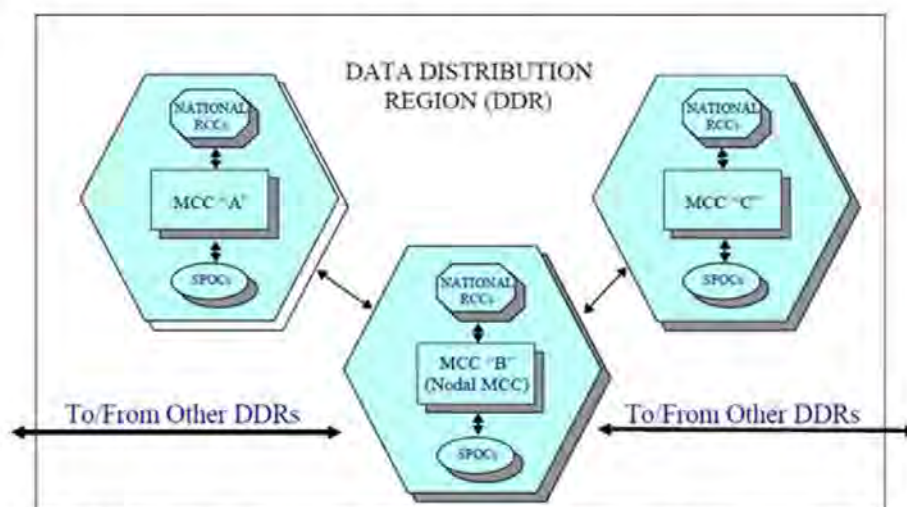 DATA DISTRIBUTION
REGION (DDR)
NATIONAL
RCCs
MCC "A"
SPOCs
NATIONAL
RCCs
MCC "C"
SPOCs
NATIONAL
RCCs
MCC "B"
(Nodal MCC)
SPOCs
To/From Other DDRs
To/From Other DDRs